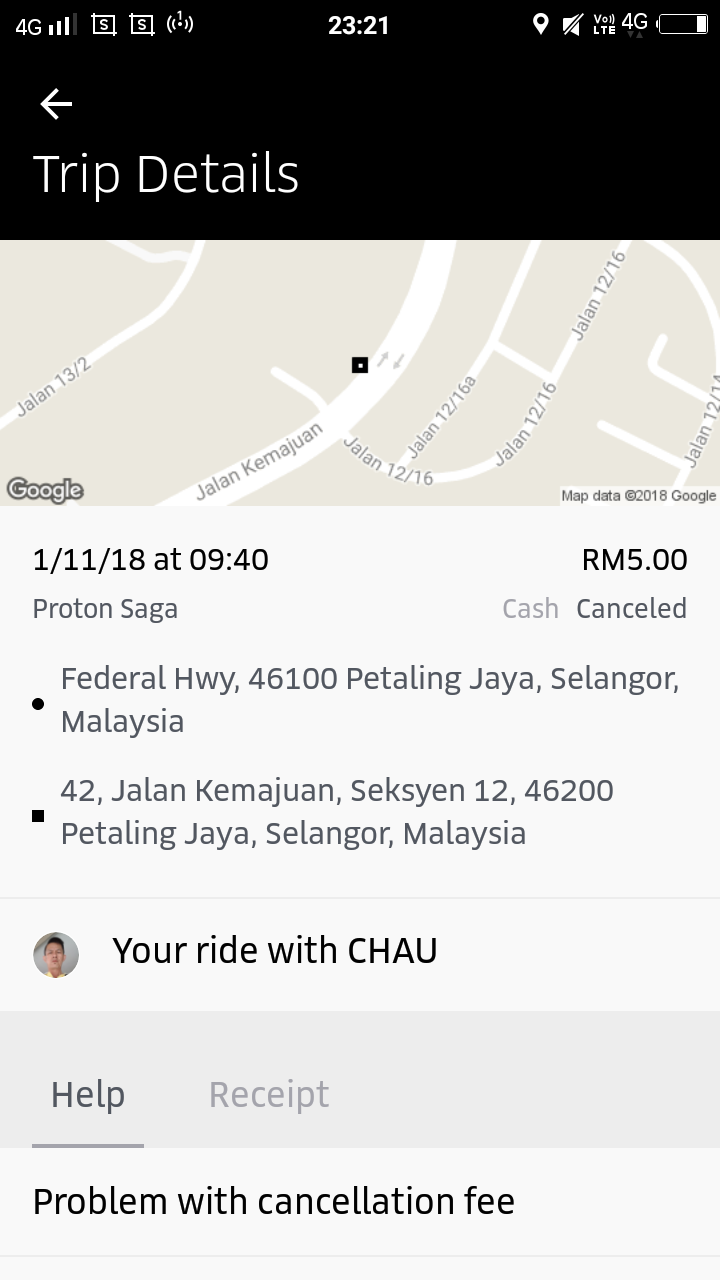 4G S S 1 23:21 Vo) LTE 4G
Trip Details
Jalan 12/16
Jalan 13/2
Jalan 12/16a
Jalan 12/16
Jalan Kemajuan
Jalan 12/16
Google
Map data ©2018 Google
1/11/18 at 09:40 RM5.00
Proton Saga Cash Canceled
Federal Hwy, 46100 Petaling Jaya, Selangor,
Malaysia
42, Jalan Kemajuan, Seksyen 12, 46200
Petaling Jaya, Selangor, Malaysia
Your ride with CHAU
Help Receipt
Problem with cancellation fee